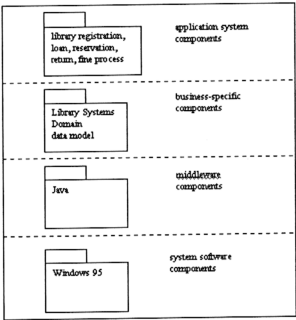 library registration,
loan, reservation,
return, fine process
application system
components
Library Systems
Domain
data model
business-specific
components
Java
middleware
components
Windows 95
system software
components